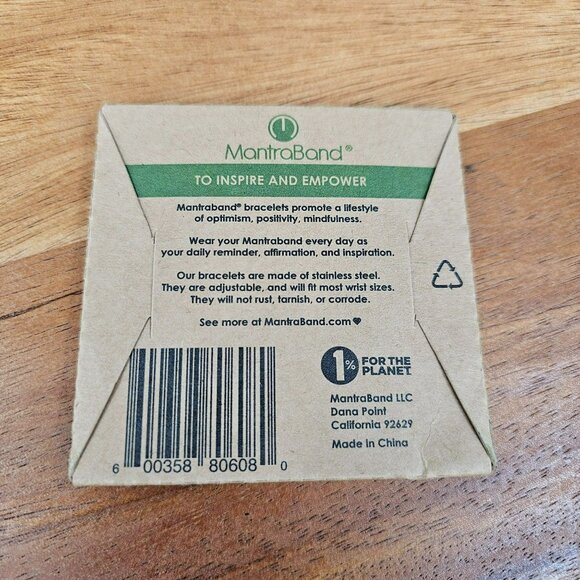 MantraBand®
TO INSPIRE AND EMPOWER
Mantraband® bracelets promote a lifestyle
of optimism, positivity, mindfulness.
Wear your Mantraband every day as
your daily reminder, affirmation, and inspiration.
Our bracelets are made of stainless steel.
They are adjustable, and will fit most wrist sizes.
They will not rust, tarnish, or corrode.
See more at MantraBand.com♥
1% FOR THE
PLANET.
MantraBand LLC
Dana Point
California 92629
Made in China
6 00358 80608 0